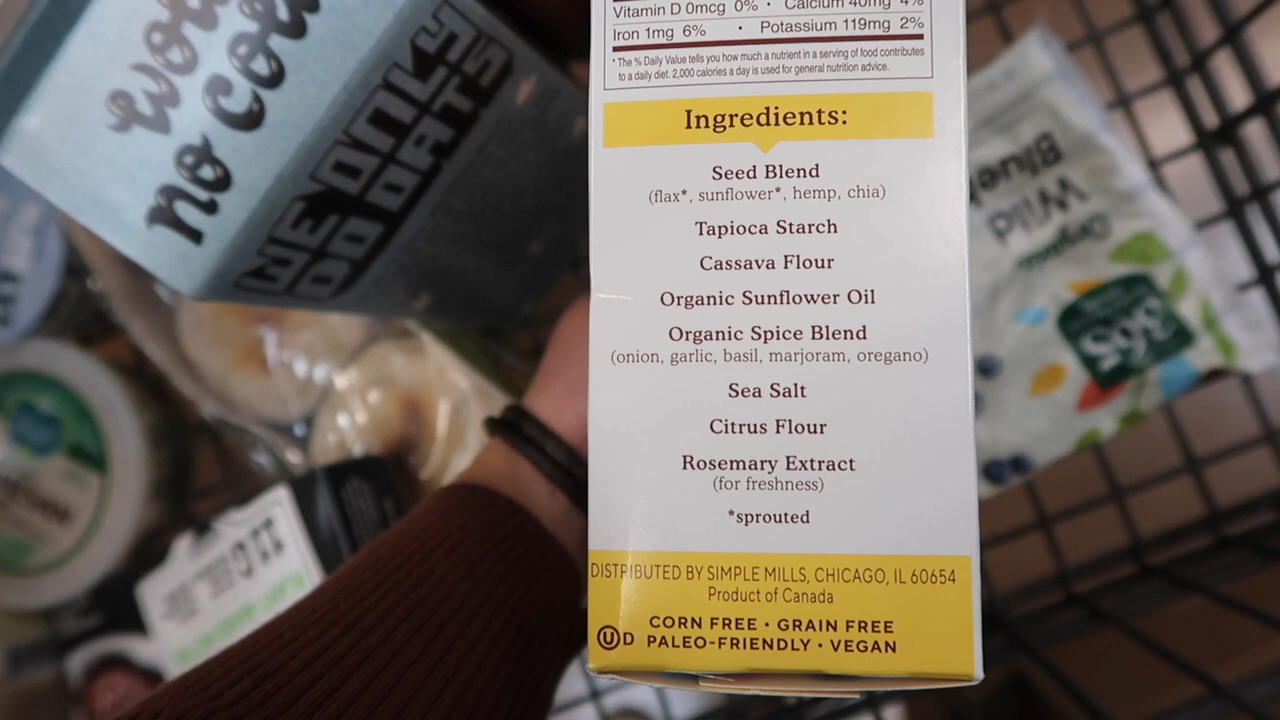 Vitamin D 0mcg 0% • Calcium 40mg 4%
Iron 1mg 6% • Potassium 119mg 2%
* The % Daily Value tells you how much a nutrient in a serving of food contributes
to a daily diet. 2,000 calories a day is used for general nutrition advice.
Ingredients:
Seed Blend
(flax*, sunflower*, hemp, chia)
Tapioca Starch
Cassava Flour
Organic Sunflower Oil
Organic Spice Blend
(onion, garlic, basil, marjoram, oregano)
Sea Salt
Citrus Flour
Rosemary Extract
(for freshness)
*sprouted
DISTRIBUTED BY SIMPLE MILLS, CHICAGO, IL 60654
Product of Canada
CORN FREE • GRAIN FREE
U D PALEO-FRIENDLY • VEGAN
no
WE ONLY
DO OATS
Organic
Wild
365